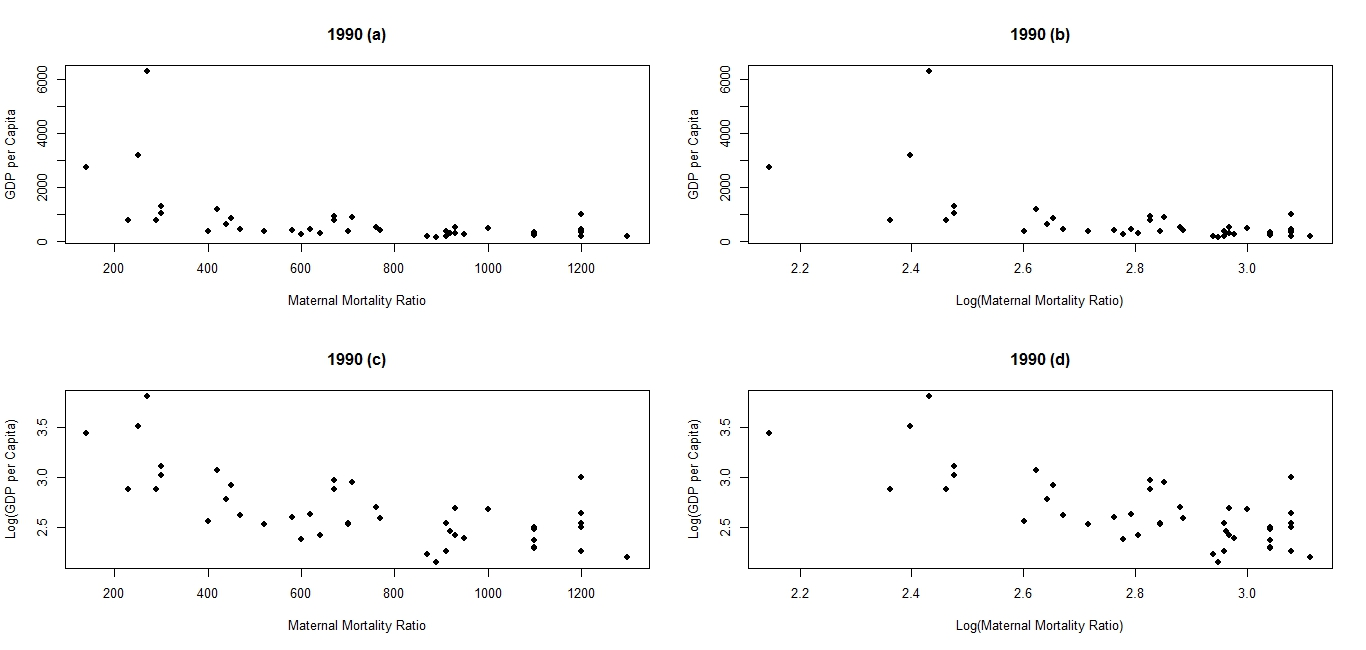 1990 (a)
GDP per Capita
6000
4000
2000
0
200 400 600 800 1000 1200
Maternal Mortality Ratio
1990 (b)
GDP per Capita
6000
4000
2000
0
2.2 2.4 2.6 2.8 3.0
Log(Maternal Mortality Ratio)
1990 (c)
Log(GDP per Capita)
3.5
3.0
2.5
200 400 600 800 1000 1200
Maternal Mortality Ratio
1990 (d)
Log(GDP per Capita)
3.5
3.0
2.5
2.2 2.4 2.6 2.8 3.0
Log(Maternal Mortality Ratio)